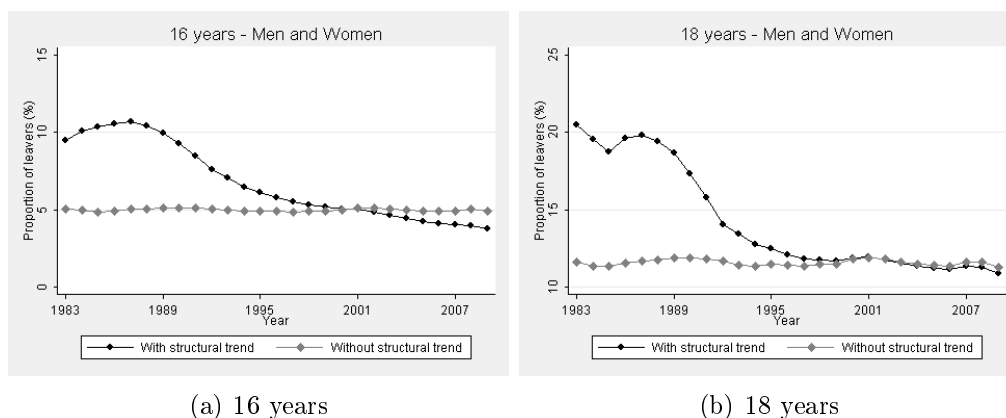 16 years - Men and Women
Proportion of leavers (%)
15
10
5
0
1983 1989 1995 2001 2007
Year
With structural trend Without structural trend
(a) 16 years
18 years - Men and Women
Proportion of leavers (%)
25
20
15
10
1983 1989 1995 2001 2007
Year
With structural trend Without structural trend
(b) 18 years